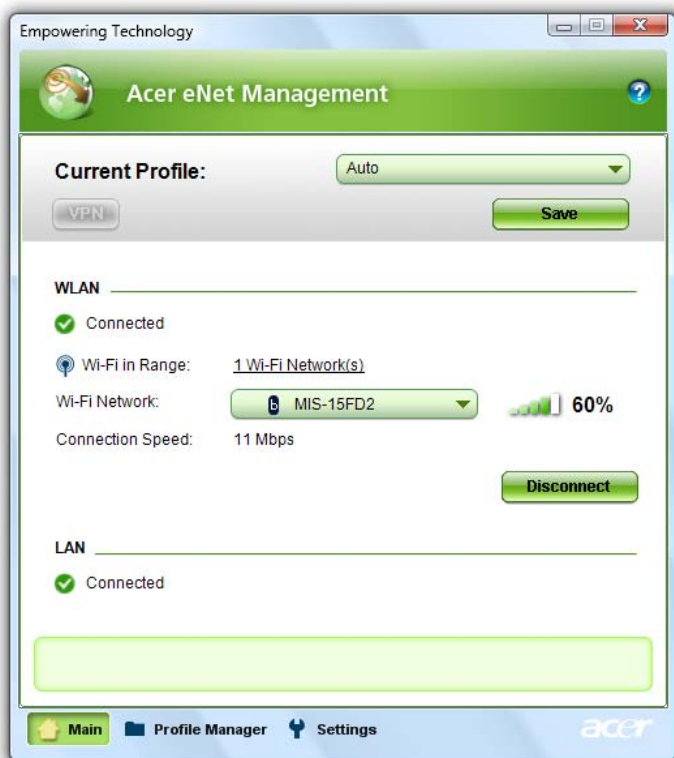 Empowering Technology
Acer eNet Management
?
Current Profile: Auto
VPN Save
WLAN
Connected
Wi-Fi in Range: 1 Wi-Fi Network(s)
Wi-Fi Network: b MIS-15FD2 60%
Connection Speed: 11 Mbps
Disconnect
LAN
Connected
Main Profile Manager Settings acer